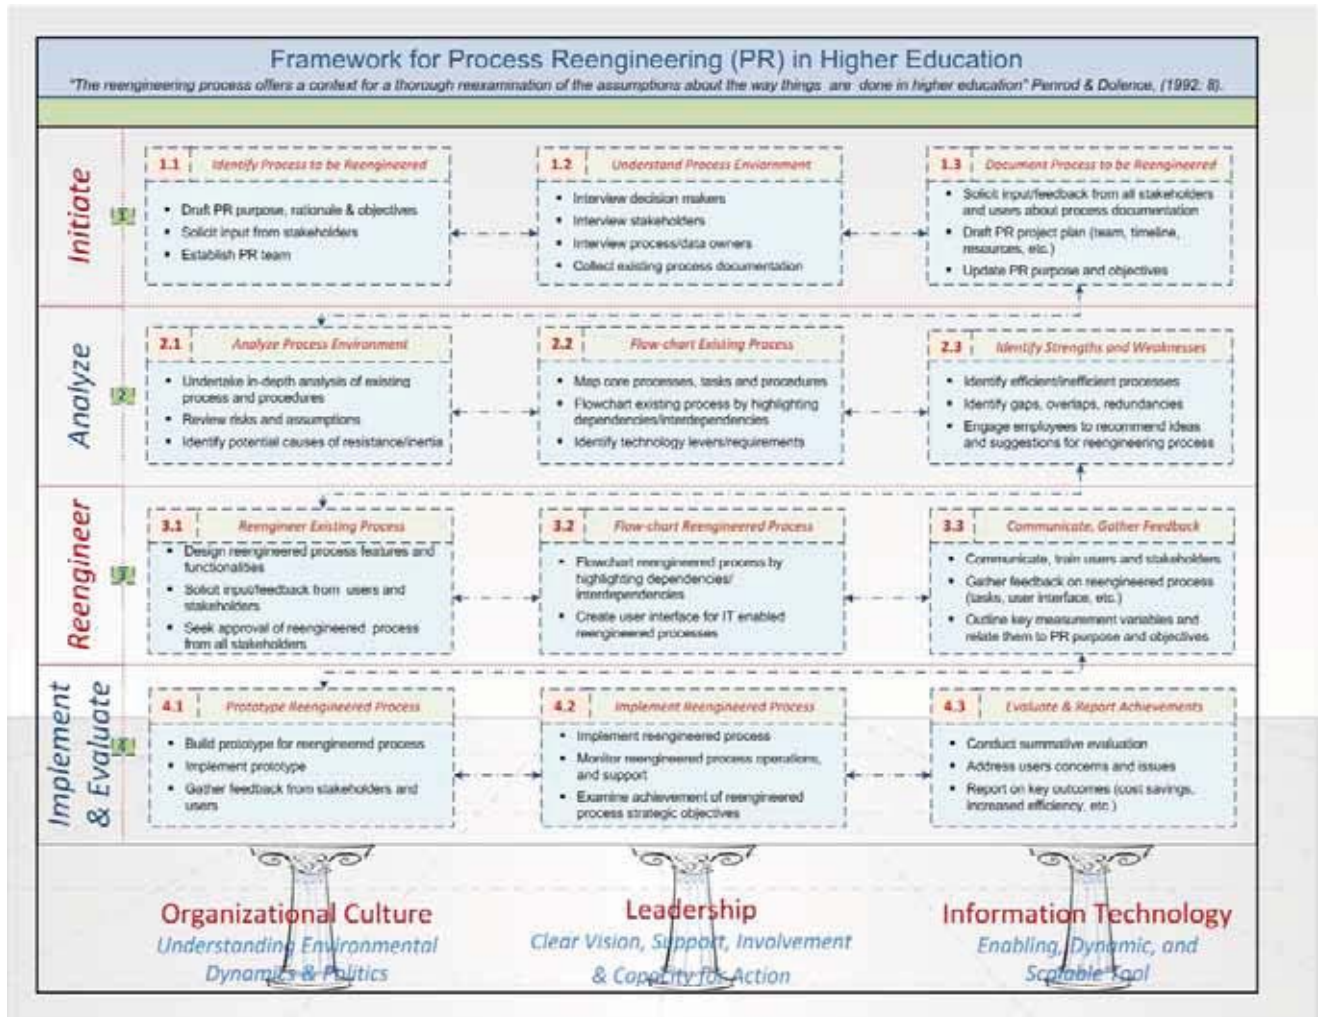 Framework for Process Reengineering (PR) in Higher Education
"The reengineering process offers a context for a thorough reexamination of the assumptions about the way things are done in higher education" Penrod & Dolence, (1992: 8).
Initiate
1
1.1 Identify Process to be Reengineered
• Draft PR purpose, rationale & objectives
• Solicit input from stakeholders
• Establish PR team
1.2 Understand Process Enviornment
• Interview decision makers
• Interview stakeholders
• Interview process/data owners
• Collect existing process documentation
1.3 Document Process to be Reengineered
• Solicit input/feedback from all stakeholders
and users about process documentation
• Draft PR project plan (team, timeline,
resources, etc.)
• Update PR purpose and objectives
Analyze
2
2.1 Analyze Process Environment
• Undertake in-depth analysis of existing
process and procedures
• Review risks and assumptions
• Identify potential causes of resistance/inertia
2.2 Flow-chart Existing Process
• Map core processes, tasks and procedures
• Flowchart existing process by highlighting
dependencies/interdependencies
• Identify technology levers/requirements
2.3 Identify Strengths and Weaknesses
• Identify efficient/inefficient processes
• Identify gaps, overlaps, redundancies
• Engage employees to recommend ideas
and suggestions for reengineering process
Reengineer
3
3.1 Reengineer Existing Process
• Design reengineered process features and
functionalities
• Solicit input/feedback from users and
stakeholders
• Seek approval of reengineered process
from all stakeholders
3.2 Flow-chart Reengineered Process
• Flowchart reengineered process by
highlighting dependencies/
interdependencies
• Create user interface for IT enabled
reengineered processes
3.3 Communicate, Gather Feedback
• Communicate, train users and stakeholders
• Gather feedback on reengineered process
(tasks, user interface, etc.)
• Outline key measurement variables and
relate them to PR purpose and objectives
Implement
& Evaluate
4
4.1 Prototype Reengineered Process
• Build prototype for reengineered process
• Implement prototype
• Gather feedback from stakeholders and
users
4.2 Implement Reengineered Process
• Implement reengineered process
• Monitor reengineered process operations,
and support
• Examine achievement of reengineered
process strategic objectives
4.3 Evaluate & Report Achievements
• Conduct summative evaluation
• Address users concerns and issues
• Report on key outcomes (cost savings,
increased efficiency, etc.)
Organizational Culture
Understanding Environmental
Dynamics & Politics
Leadership
Clear Vision, Support, Involvement
& Capacity for Action
Information Technology
Enabling, Dynamic, and
Scalable Tool